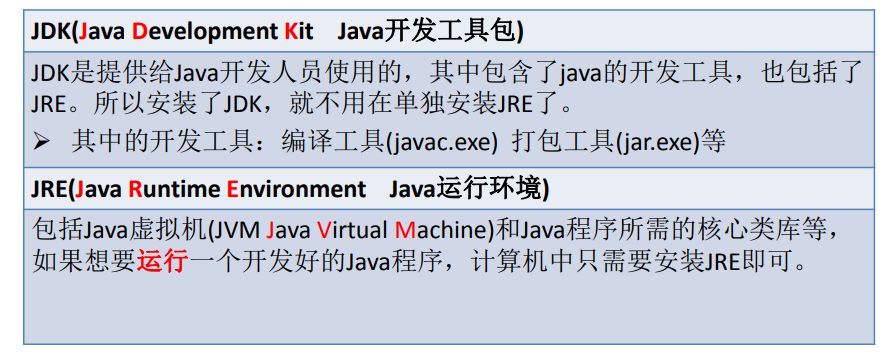 JDK(Java Development Kit Java开发工具包)
JDK是提供给Java开发人员使用的，其中包含了java的开发工具，也包括了
JRE。所以安装了JDK，就不用在单独安装JRE了。
➢ 其中的开发工具：编译工具(javac.exe) 打包工具(jar.exe)等
JRE(Java Runtime Environment Java运行环境)
包括Java虚拟机(JVM Java Virtual Machine)和Java程序所需的核心类库等，
如果想要运行一个开发好的Java程序，计算机中只需要安装JRE即可。